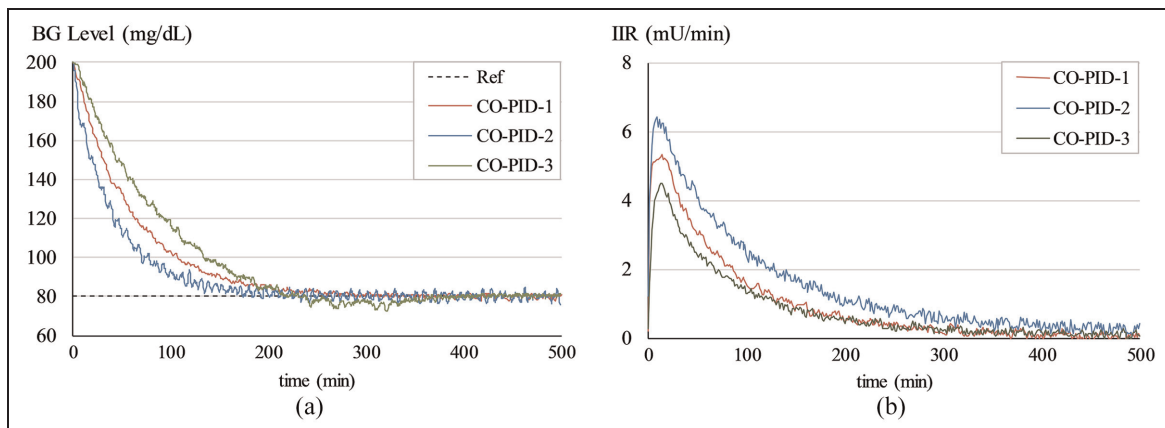 BG Level (mg/dL)
200
180
160
140
120
100
80
60
0
100
200
300
400
500
time (min)
Ref
CO-PID-1
CO-PID-2
CO-PID-3
(a)
IIR (mU/min)
8
6
4
2
0
0
100
200
300
400
500
time (min)
CO-PID-1
CO-PID-2
CO-PID-3
(b)